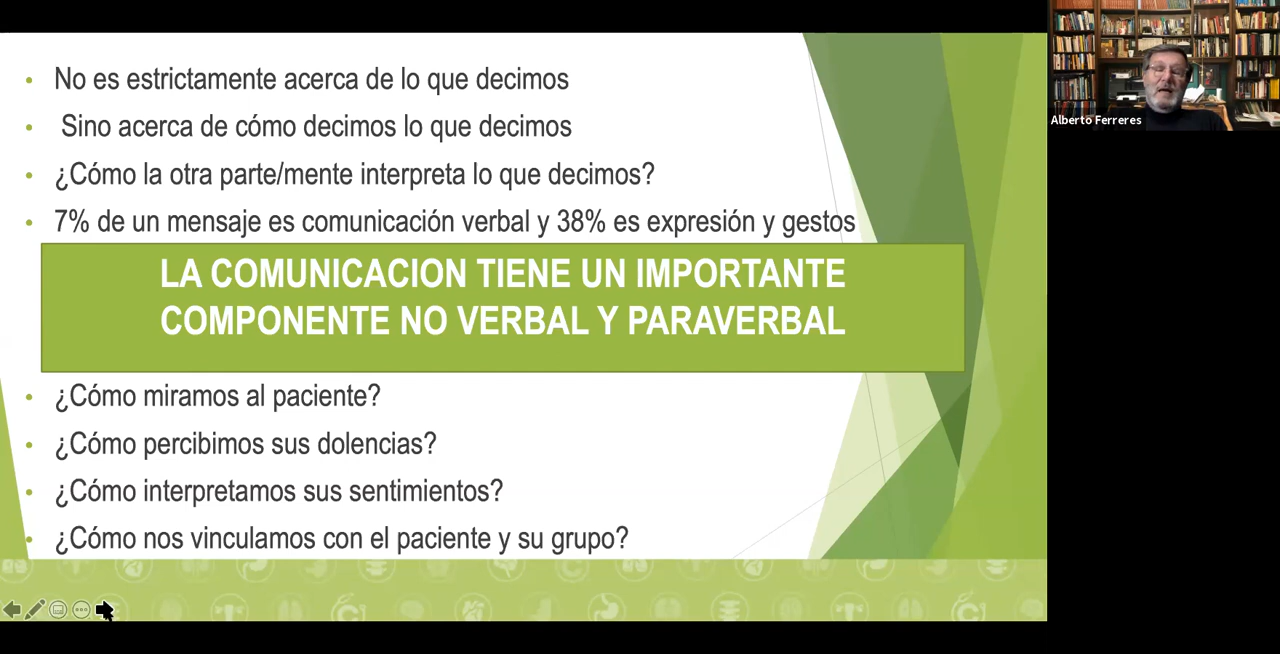 No es estrictamente acerca de lo que decimos
Sino acerca de cómo decimos lo que decimos
¿Cómo la otra parte/mente interpreta lo que decimos?
7% de un mensaje es comunicación verbal y 38% es expresión y gestos
LA COMUNICACION TIENE UN IMPORTANTE
COMPONENTE NO VERBAL Y PARAVERBAL
¿Cómo miramos al paciente?
¿Cómo percibimos sus dolencias?
¿Cómo interpretamos sus sentimientos?
¿Cómo nos vinculamos con el paciente y su grupo?
Alberto Ferreres